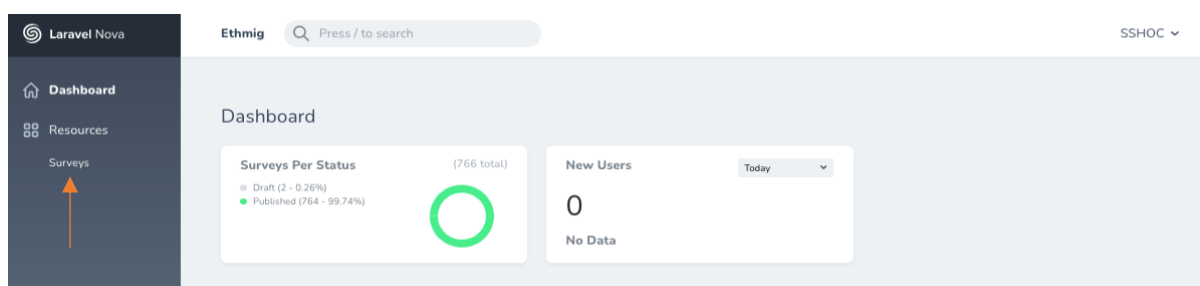 Laravel Nova
Ethmig
Press / to search
SSHOC
Dashboard
Resources
Surveys
Dashboard
Surveys Per Status
(766 total)
Draft (2 - 0.26%)
Published (764 - 99.74%)
New Users
Today
0
No Data